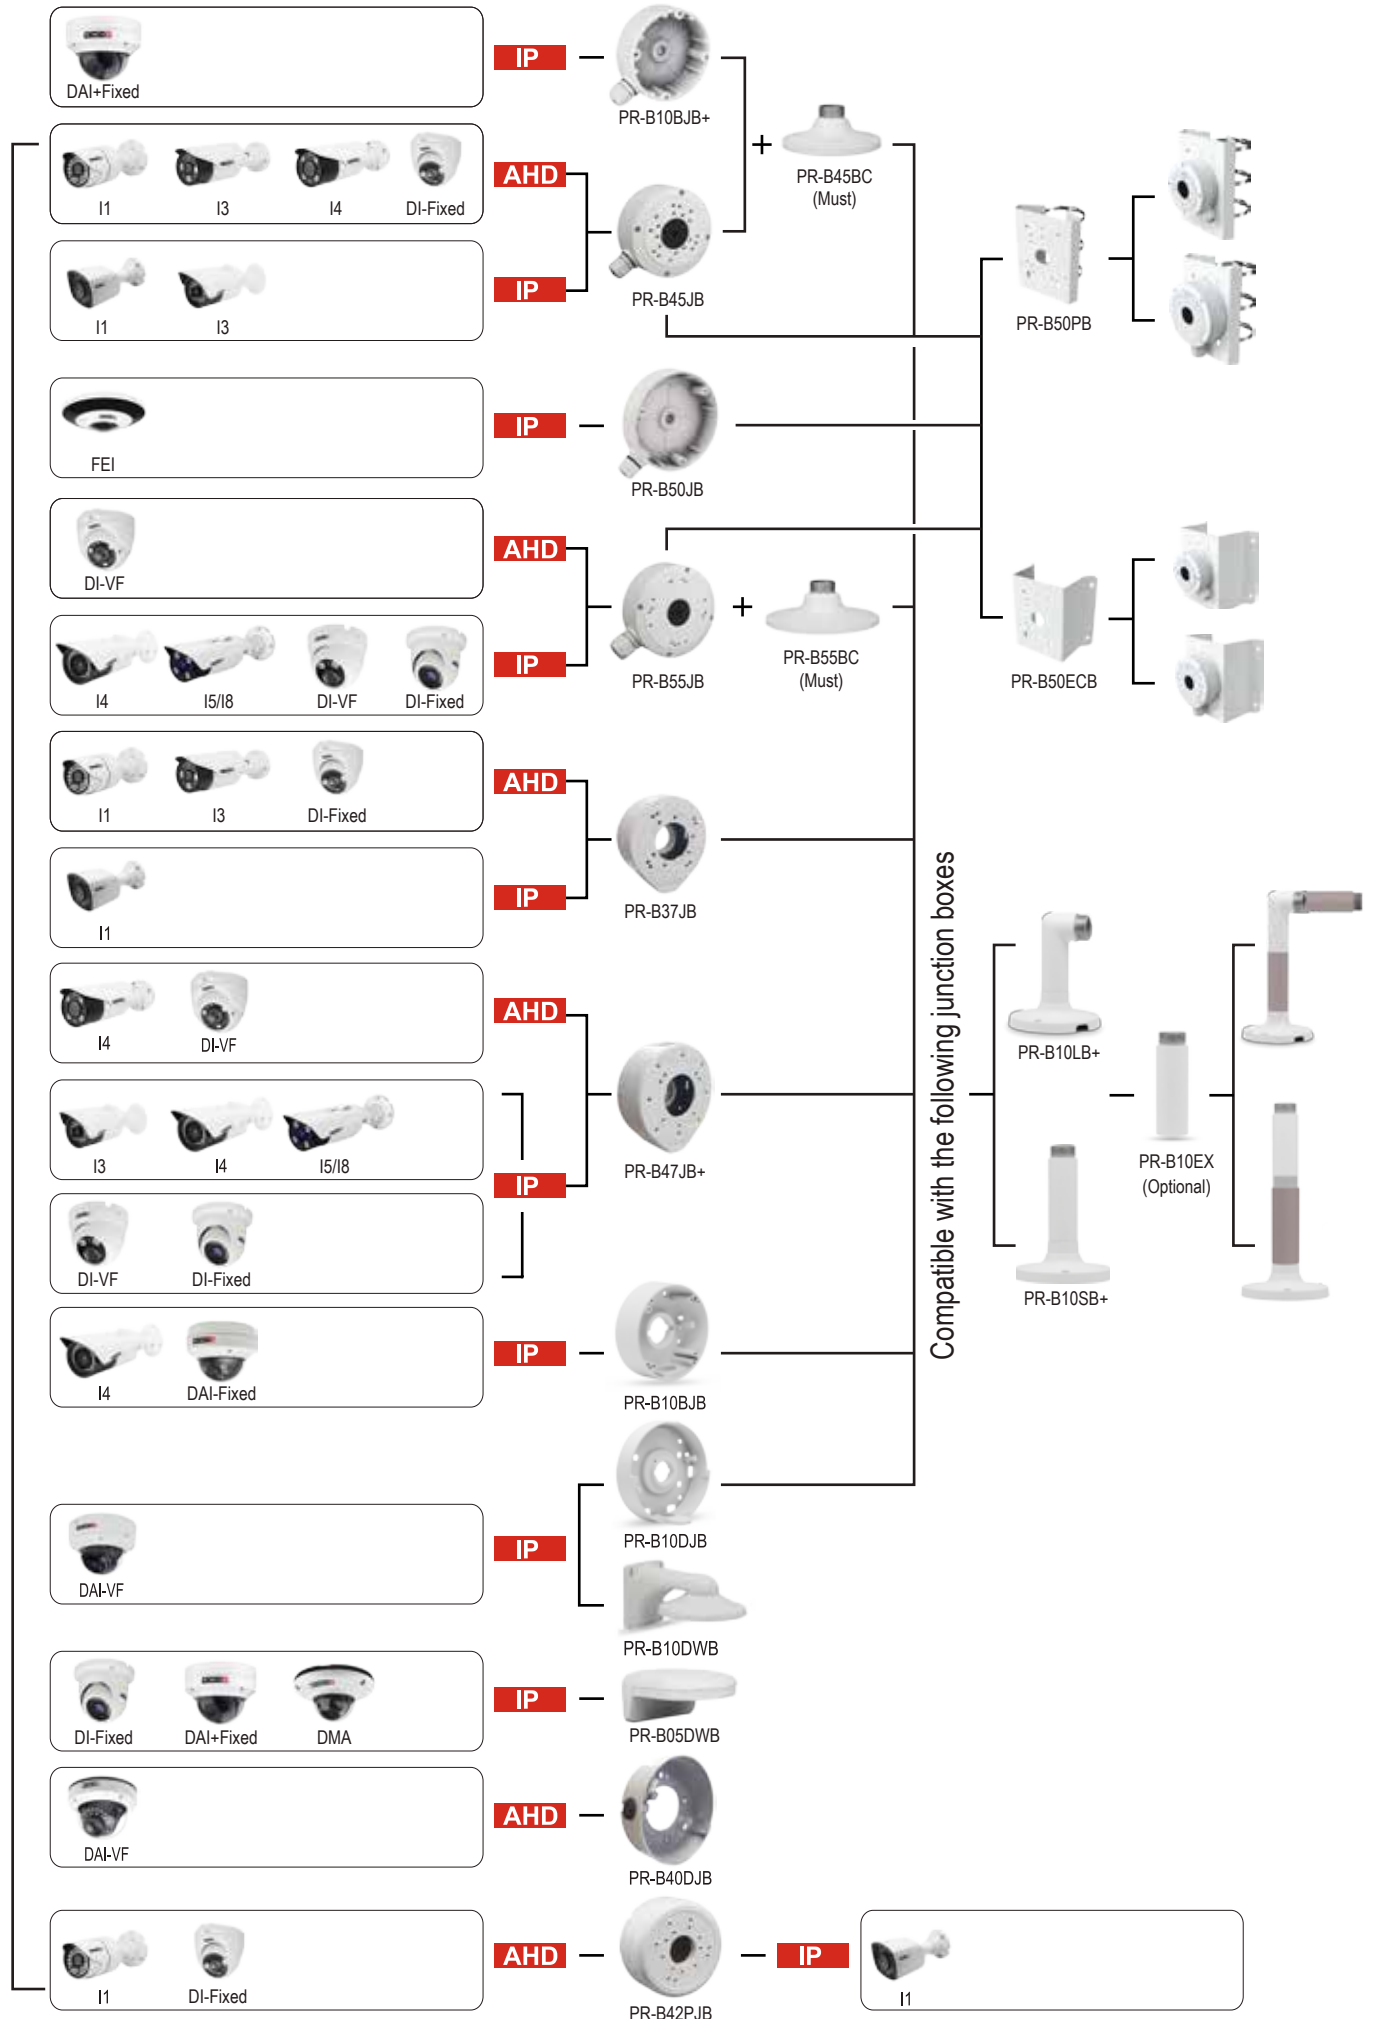 DAI+Fixed
IP
PR-B10BJB+
PR-B45BC
(Must)
I1 I3 I4 DI-Fixed
AHD
I1 I3
IP
PR-B45JB
PR-B50PB
FEI
IP
PR-B50JB
DI-VF
AHD
I4 I5/I8 DI-VF DI-Fixed
IP
PR-B55JB
PR-B55BC
(Must)
PR-B50ECB
I1 I3 DI-Fixed
AHD
I1
IP
PR-B37JB
I4 DI-VF
AHD
I3 I4 I5/I8
IP
PR-B47JB+
DI-VF DI-Fixed
Compatible with the following junction boxes
PR-B10LB+
PR-B10EX
(Optional)
PR-B10SB+
I4 DAI-Fixed
IP
PR-B10BJB
PR-B10DJB
DAI-VF
IP
PR-B10DWB
DI-Fixed DAI+Fixed DMA
IP
PR-B05DWB
DAI-VF
AHD
PR-B40DJB
I1 DI-Fixed
AHD
PR-B42PJB
IP
I1